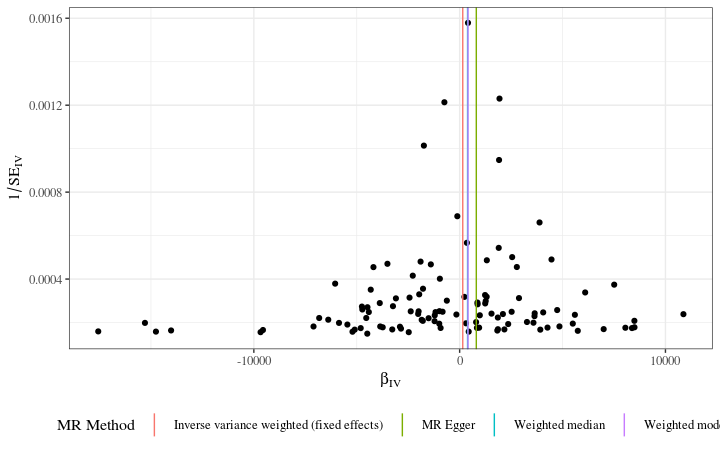 0.0016
0.0012
0.0008
0.0004
1/SE_IV
-10000 0 10000
β_IV
MR Method Inverse variance weighted (fixed effects) MR Egger Weighted median Weighted